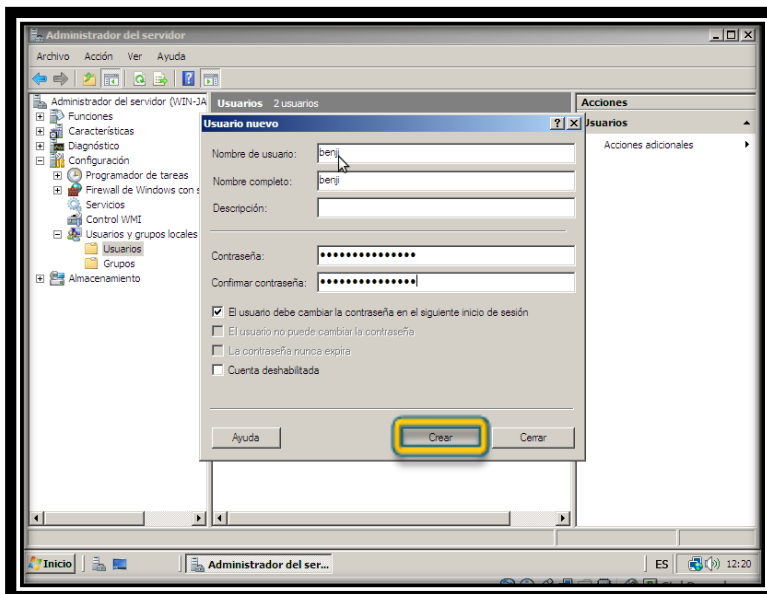 Administrador del servidor
Archivo Acción Ver Ayuda
Administrador del servidor (WIN-JA
Funciones
Características
Diagnóstico
Configuración
Programador de tareas
Firewall de Windows con s
Servicios
Control WMI
Usuarios y grupos locales
Usuarios
Grupos
Almacenamiento
Usuarios 2 usuarios
Usuario nuevo
Nombre de usuario: benji
Nombre completo: benji
Descripción:
Contraseña: •••••••••••••••
Confirmar contraseña: •••••••••••••••
El usuario debe cambiar la contraseña en el siguiente inicio de sesión
El usuario no puede cambiar la contraseña
La contraseña nunca expira
Cuenta deshabilitada
Ayuda Crear Cerrar
Acciones
Usuarios
Acciones adicionales
Inicio Administrador del ser... ES 12:20